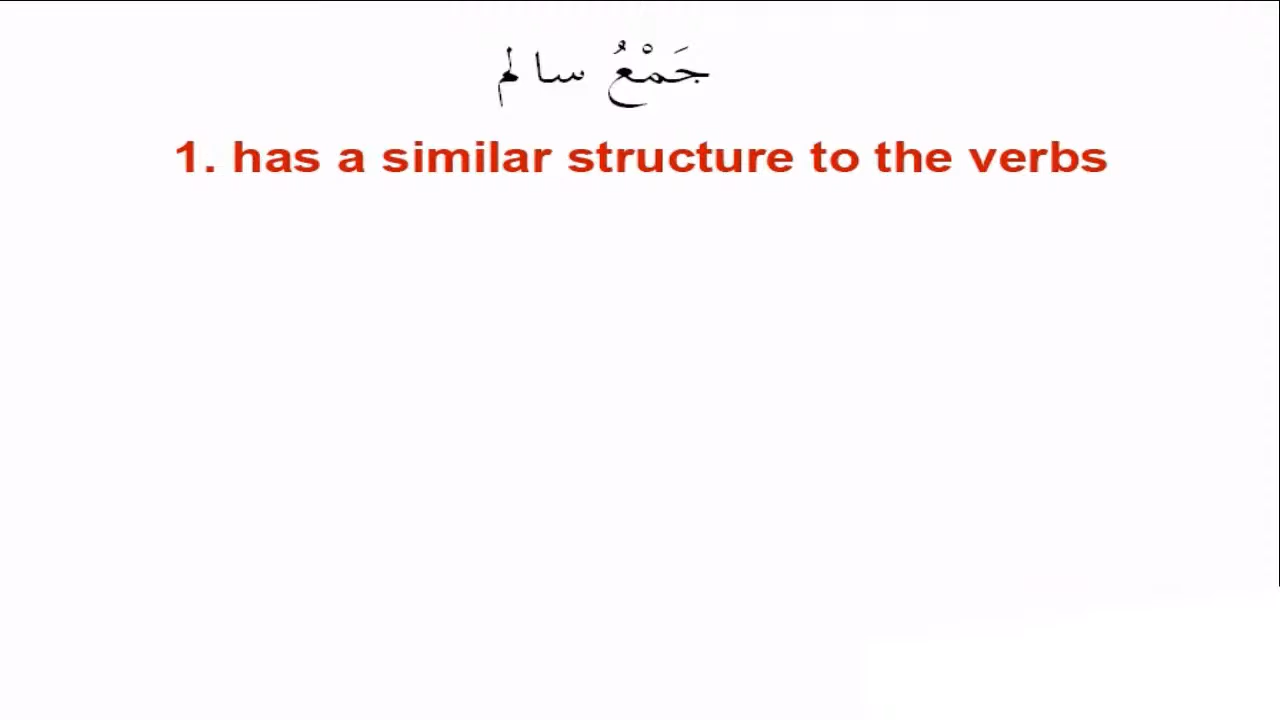 جَمْعُ سالم
1. has a similar structure to the verbs